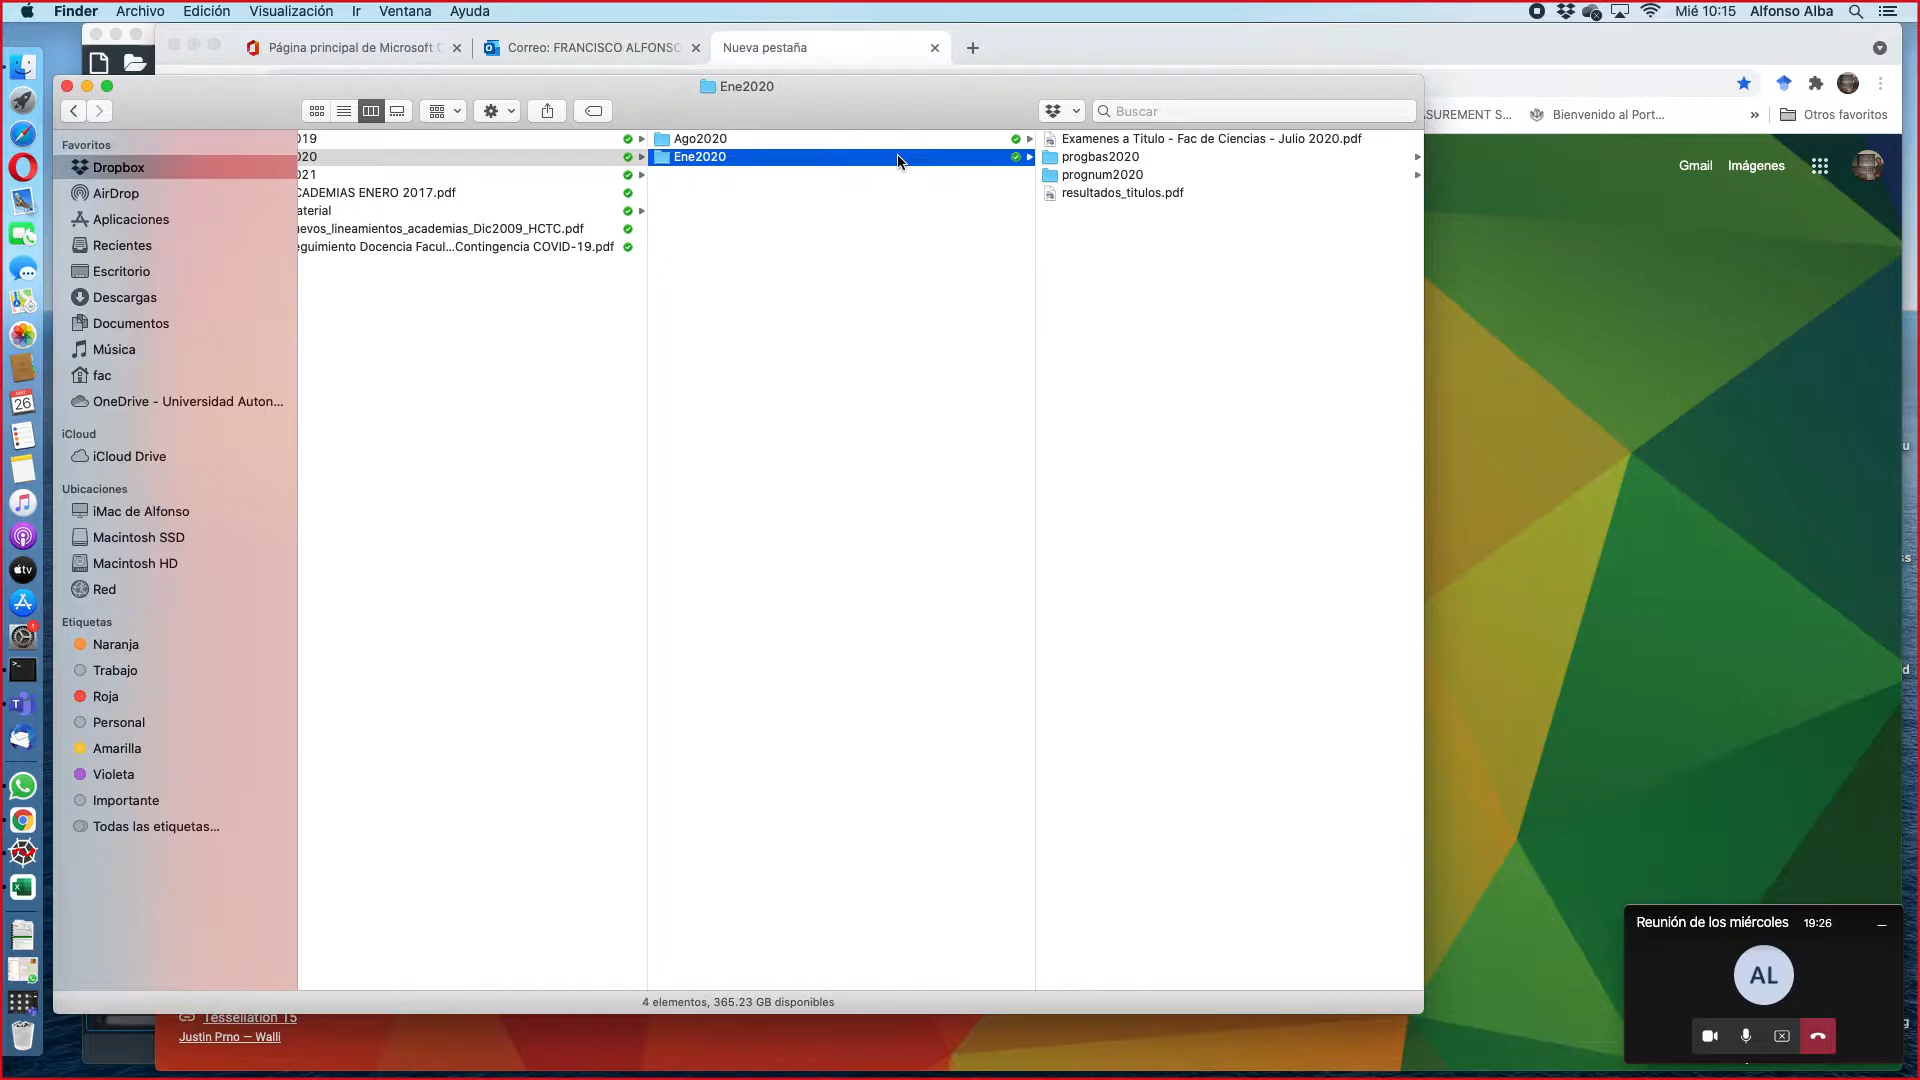 Finder Archivo Edición Visualización Ir Ventana Ayuda
Mié 10:15 Alfonso Alba
Página principal de Microsoft
Correo: FRANCISCO ALFONSO
Nueva pestaña
Ene2020
Buscar
SUREMENT S...
Bienvenido al Port...
Otros favoritos
Gmail Imágenes
Favoritos
Dropbox
AirDrop
Aplicaciones
Recientes
Escritorio
Descargas
Documentos
Música
fac
OneDrive - Universidad Auton...
iCloud
iCloud Drive
Ubicaciones
iMac de Alfonso
Macintosh SSD
Macintosh HD
Red
Etiquetas
Naranja
Trabajo
Roja
Personal
Amarilla
Violeta
Importante
Todas las etiquetas...
019
020
021
CADEMIAS ENERO 2017.pdf
aterial
uevos_lineamientos_academias_Dic2009_HCTC.pdf
eguimiento Docencia Facul...Contingencia COVID-19.pdf
Ago2020
Ene2020
Examenes a Titulo - Fac de Ciencias - Julio 2020.pdf
progbas2020
prognum2020
resultados_titulos.pdf
4 elementos, 365.23 GB disponibles
Tessellation 15
Justin Prno — Walli
MAY
26
tv
1
Reunión de los miércoles 19:26
AL